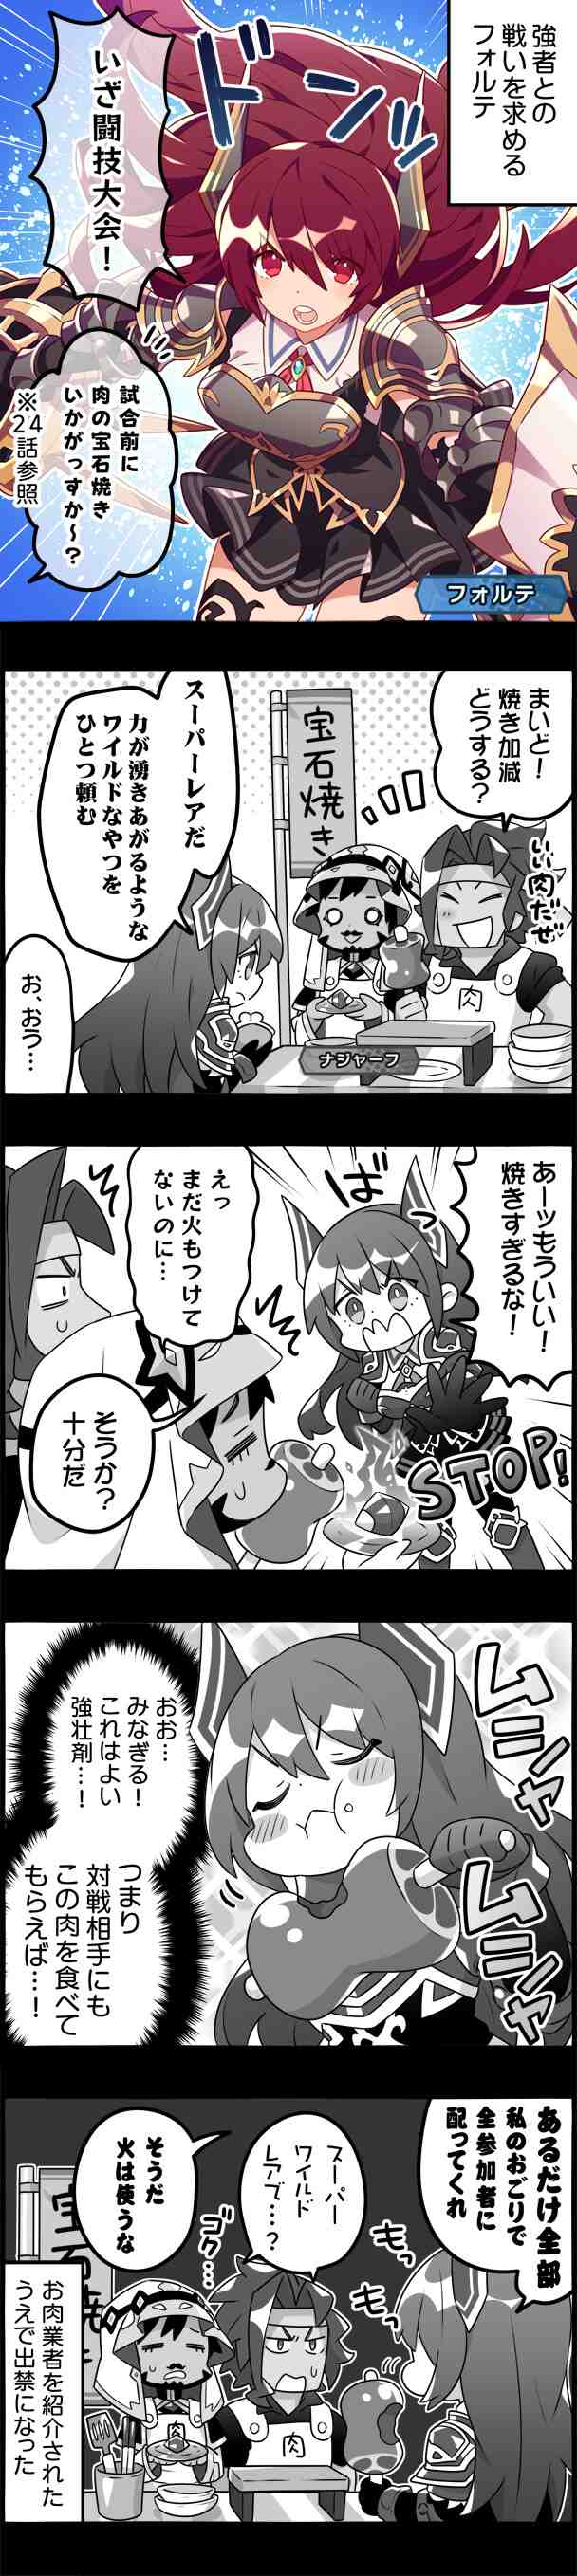 強者との
戦いを求める
フォルテ
ドンッ
いざ闘技大会！
試合前に
肉の宝石焼き
いかがっすか～？
※24話参照
フォルテ
まいど！
焼き加減
どうする？
いい肉だぜ
宝石焼き
スーパーレアだ
力が湧きあがるような
ワイルドなやつを
ひとつ頼む
肉
ナジャーフ
お、おう…
あーッもういい！
焼きすぎるな！
ばっ
STOP!
えっ
まだ火もつけて
ないのに…
そうか？
十分だ
ムシャ
ムシャ
おお…
みなぎる！
これはよい
強壮剤…！
つまり
対戦相手にも
この肉を食べて
もらえば…！
あるだけ全部
私のおごりで
全参加者に
配ってくれ
もっ
もっ
スーパー
ワイルド
レアで…？
ゴク…
そうだ
火は使うな
宝石焼
肉
肉
お肉業者を紹介された
うえで出禁になった